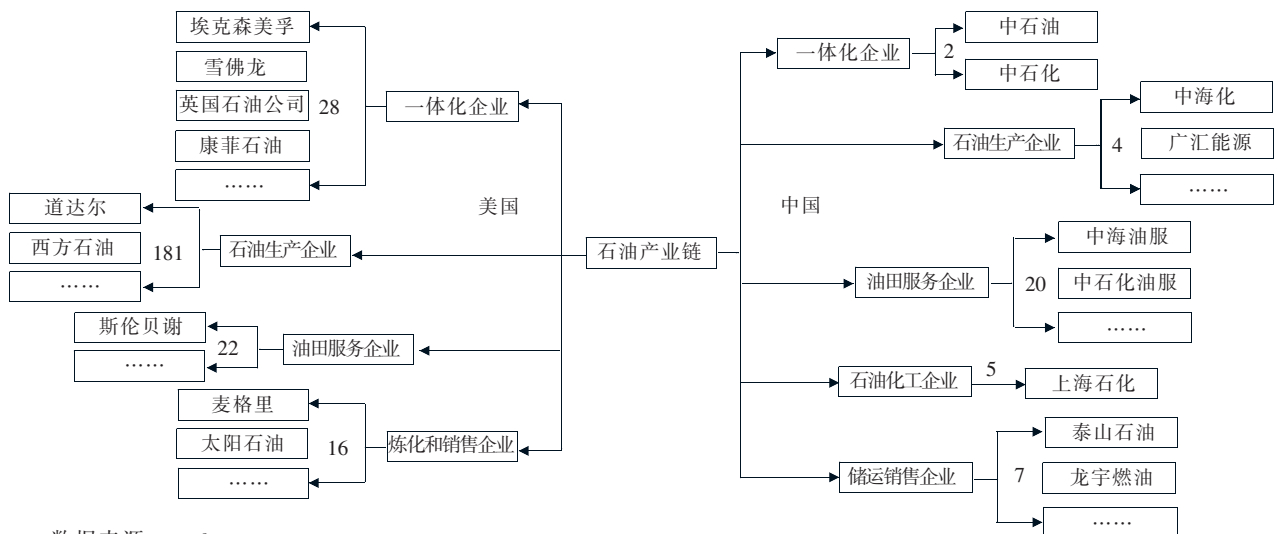 埃克森美孚
雪佛龙
英国石油公司
28
康菲石油
……
一体化企业
道达尔
西方石油
181
……
石油生产企业
斯伦贝谢
22
……
油田服务企业
麦格里
太阳石油
16
……
炼化和销售企业
美国
石油产业链
中国
一体化企业
2
中石油
中石化
石油生产企业
4
中海化
广汇能源
……
油田服务企业
20
中海油服
中石化油服
……
石油化工企业
5
上海石化
储运销售企业
7
泰山石油
龙宇燃油
……